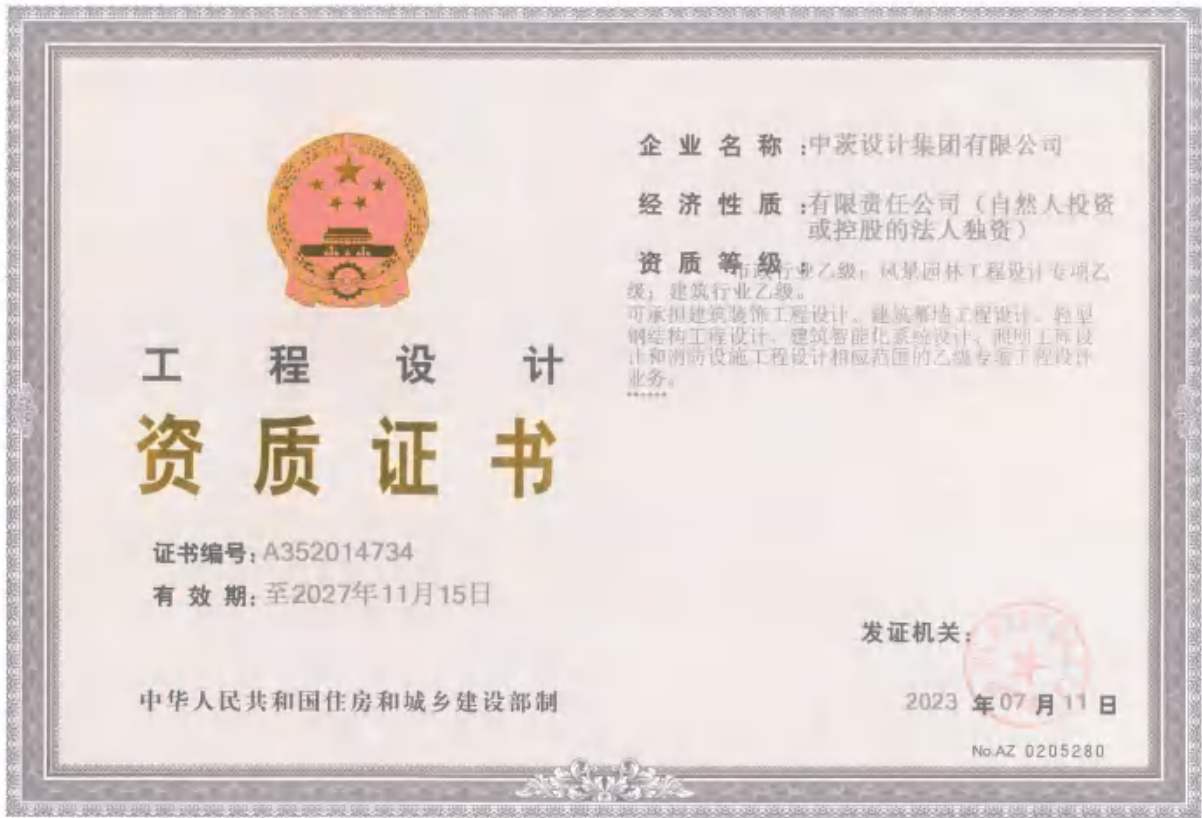 工程设计
资质证书
证书编号:A352014734
有效期:至2027年11月15日
中华人民共和国住房和城乡建设部制
企业名称:中茨设计集团有限公司
经济性质:有限责任公司（自然人投资
或控股的法人独资）
资质等级:
市政行业乙级；风景园林工程设计专项乙
级；建筑行业乙级。
可承担建筑装饰工程设计、建筑幕墙工程设计、轻型
钢结构工程设计、建筑智能化系统设计、照明工程设
计和消防设施工程设计相应范围的乙级专项工程设计
业务。
******
发证机关:
2023年07月11日
No.AZ 0205280